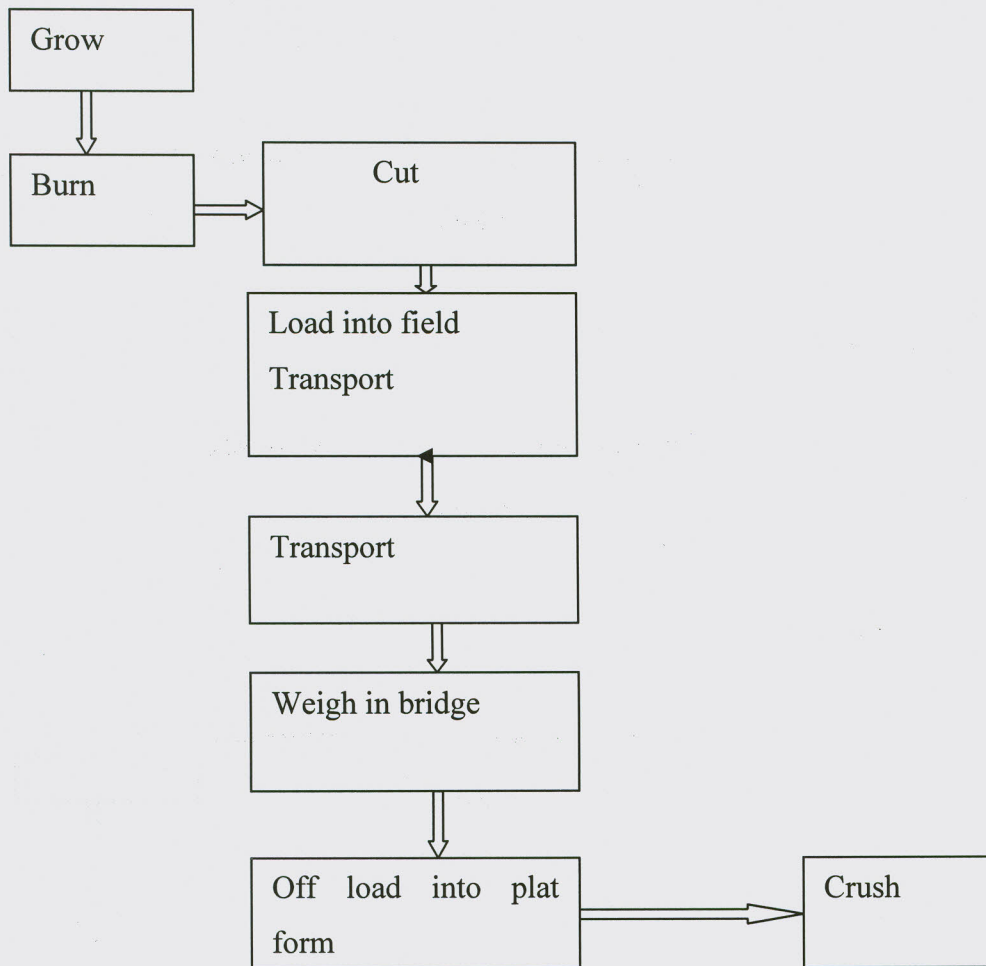 Grow
Burn
Cut
Load into field
Transport
Transport
Weigh in bridge
Off load into plat
form
Crush